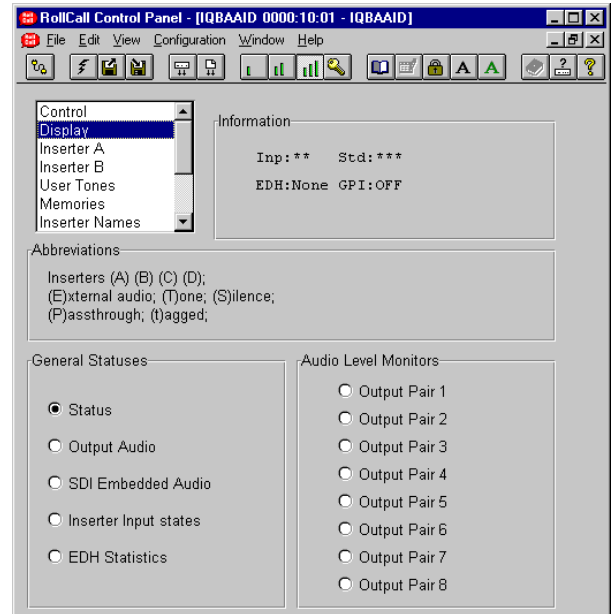 RollCall Control Panel - [IQBAAID 0000:10:01 - IQBAAID]
File Edit View Configuration Window Help
A A
Control
Display
Inserter A
Inserter B
User Tones
Memories
Inserter Names
Information
Inp:** Std:***
EDH:None GPI:OFF
Abbreviations
Inserters (A) (B) (C) (D);
(E)xternal audio; (T)one; (S)ilence;
(P)assthrough; (t)agged;
General Statuses
Status
Output Audio
SDI Embedded Audio
Inserter Input states
EDH Statistics
Audio Level Monitors
Output Pair 1
Output Pair 2
Output Pair 3
Output Pair 4
Output Pair 5
Output Pair 6
Output Pair 7
Output Pair 8